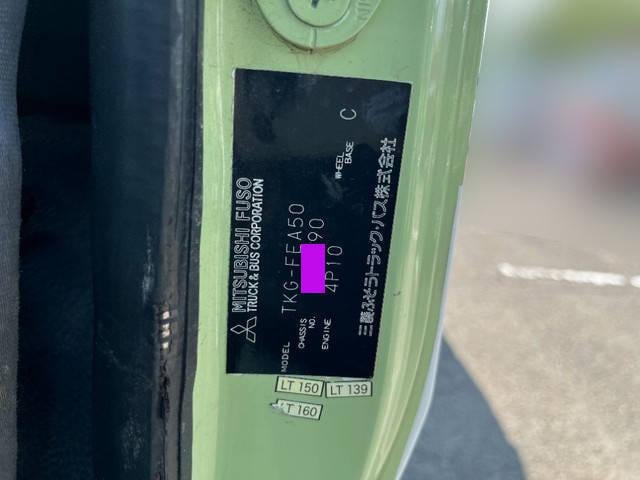 MITSUBISHI FUSO
TRUCK & BUS CORPORATION
MODEL TKG-FEA50
CHASSIS NO. 90
ENGINE 4P10
WHEEL BASE C
三菱ふそうトラック・バス株式会社
LT 150
LT 139
LT 160